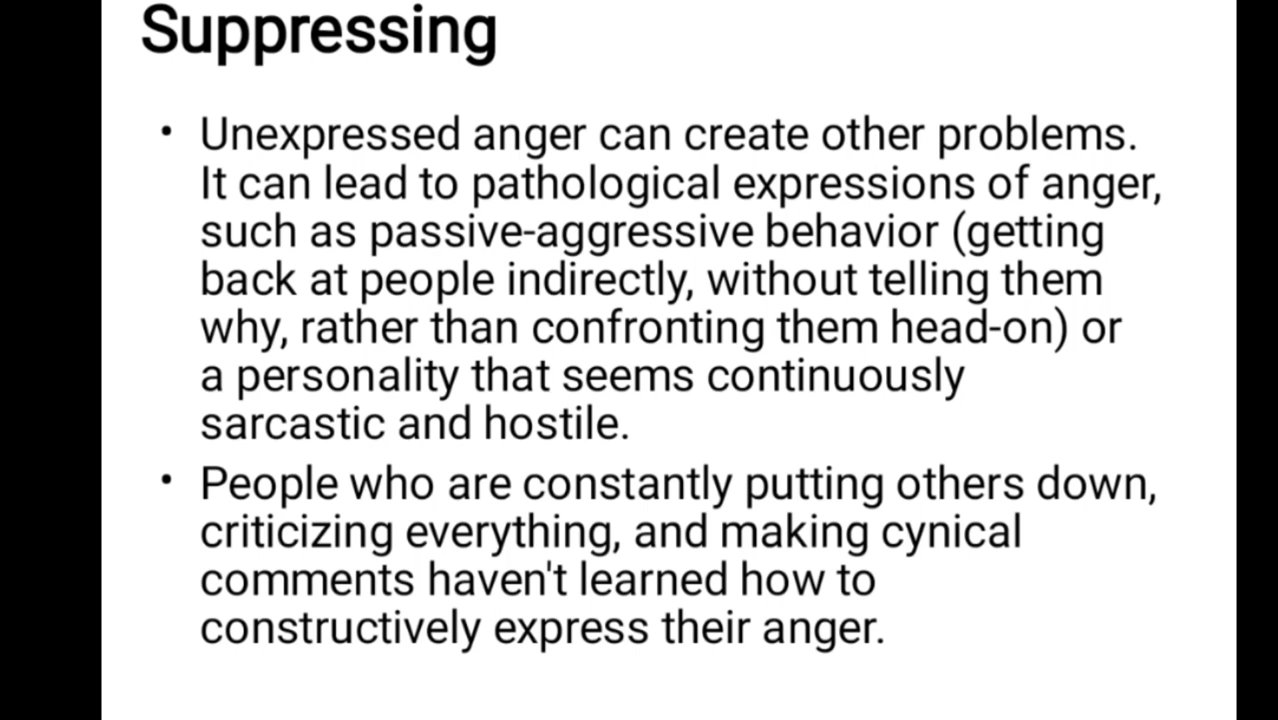 Suppressing
• Unexpressed anger can create other problems.
It can lead to pathological expressions of anger,
such as passive-aggressive behavior (getting
back at people indirectly, without telling them
why, rather than confronting them head-on) or
a personality that seems continuously
sarcastic and hostile.
• People who are constantly putting others down,
criticizing everything, and making cynical
comments haven't learned how to
constructively express their anger.